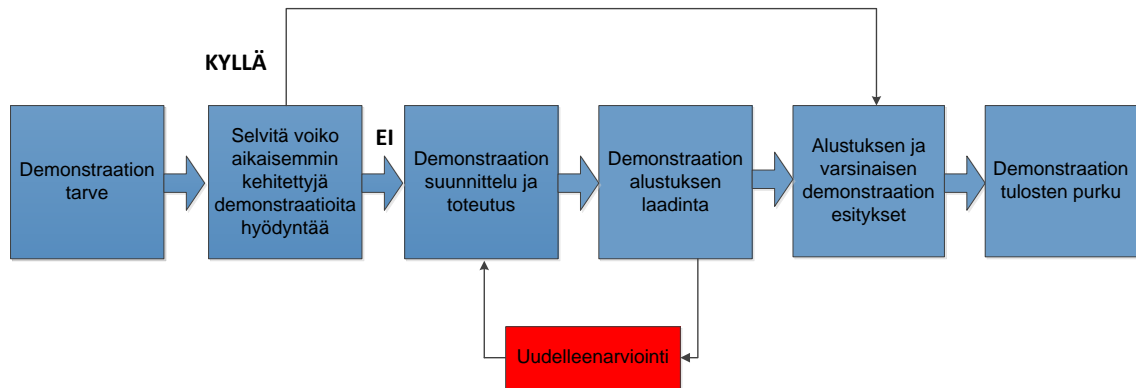 KYLLÄ
Demonstraation
tarve
Selvitä voiko
aikaisemmin
kehitettyjä
demonstraatioita
hyödyntää
EI
Demonstraation
suunnittelu ja
toteutus
Demonstraation
alustuksen
laadinta
Alustuksen ja
varsinaisen
demonstraation
esitykset
Demonstraation
tulosten purku
Uudelleenarviointi